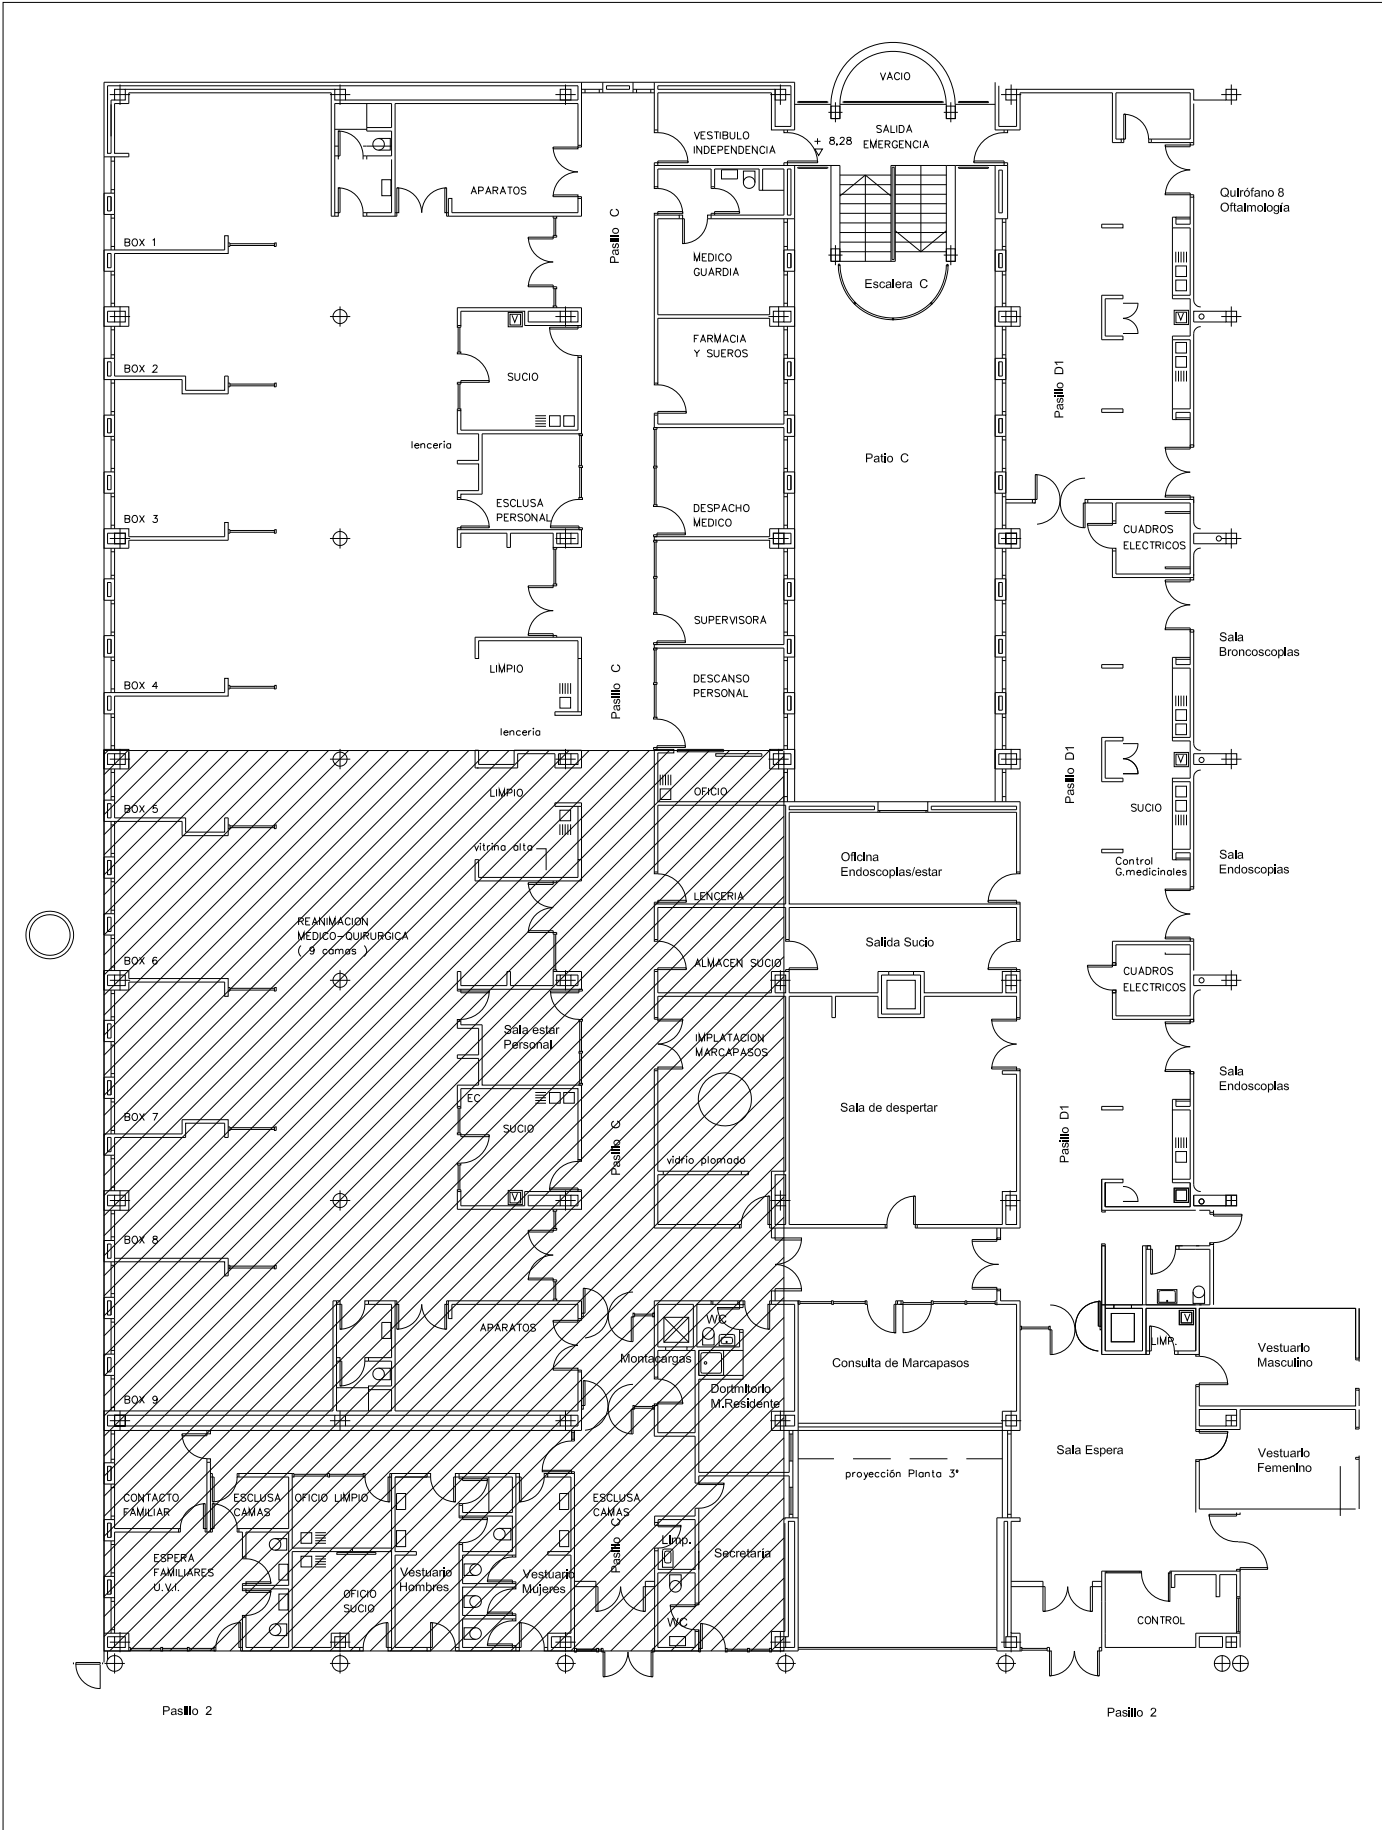 VACIO
VESTIBULO
INDEPENDENCIA
+ 8,28
SALIDA
EMERGENCIA
APARATOS
Quirófano 8
Oftalmología
Pasillo C
BOX 1
MEDICO
GUARDIA
Escalera C
FARMACIA
Y SUEROS
V
V
BOX 2
SUCIO
Pasillo D1
lenceria
Patio C
BOX 3
ESCLUSA
PERSONAL
DESPACHO
MEDICO
CUADROS
ELECTRICOS
SUPERVISORA
Sala
Broncoscopias
LIMPIO
Pasillo C
DESCANSO
PERSONAL
BOX 4
lenceria
V
Pasillo D1
LIMPIO
OFICIO
BOX 5
SUCIO
vitrina alta
Oficina
Endoscopias/estar
Control
G.medicinales
Sala
Endoscopias
LENCERIA
REANIMACION
MEDICO-QUIRURGICA
( 9 camas )
Salida Sucio
BOX 6
ALMACEN SUCIO
CUADROS
ELECTRICOS
Sala estar
Personal
IMPLATACION
MARCAPASOS
Sala
Endoscopias
EC
BOX 7
SUCIO
Sala de despertar
Pasillo C
Pasillo D1
vidrio plomado
V
BOX 8
APARATOS
WC
V
LIMP.
Montacargas
Consulta de Marcapasos
Vestuario
Masculino
Dortmitorio
M.Residente
BOX 9
Sala Espera
Vestuario
Femenino
proyección Planta 3ª
CONTACTO
FAMILIAR
ESCLUSA
CAMAS
OFICIO LIMPIO
ESCLUSA
CAMAS
Pasillo C
Limp.
Secretaria
ESPERA
FAMILIARES
U.V.I.
Vestuario
Hombres
Vestuario
Mujeres
OFICIO
SUCIO
WC
CONTROL
Pasillo 2
Pasillo 2